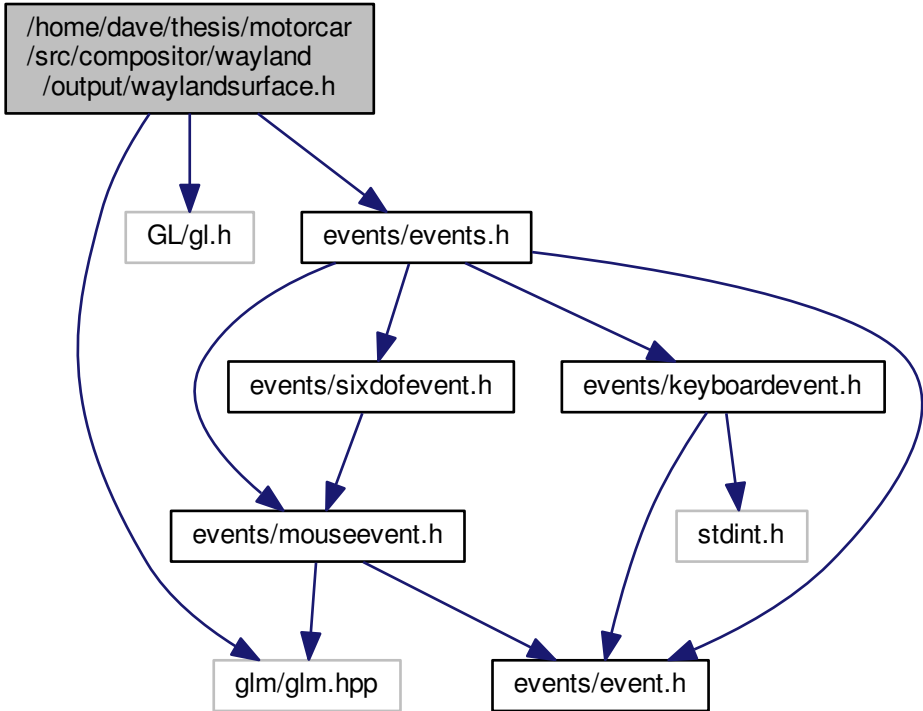 /home/dave/thesis/motorcar
/src/compositor/wayland
/output/waylandsurface.h
GL/gl.h
events/events.h
events/sixdofevent.h
events/keyboardevent.h
events/mouseevent.h
stdint.h
glm/glm.hpp
events/event.h